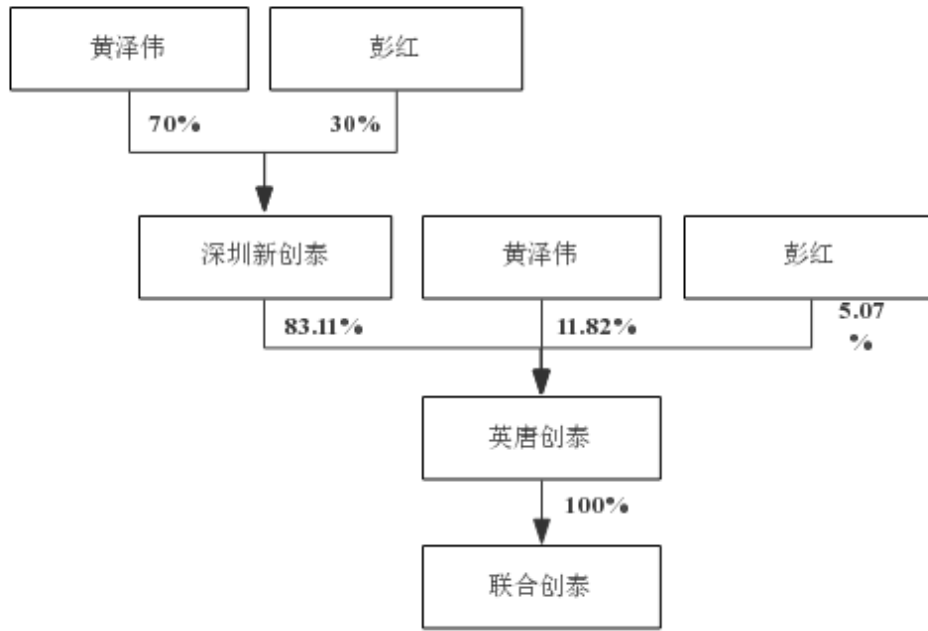 黄泽伟
彭红
70%
30%
深圳新创泰
黄泽伟
彭红
83.11%
11.82%
5.07
%
英唐创泰
100%
联合创泰